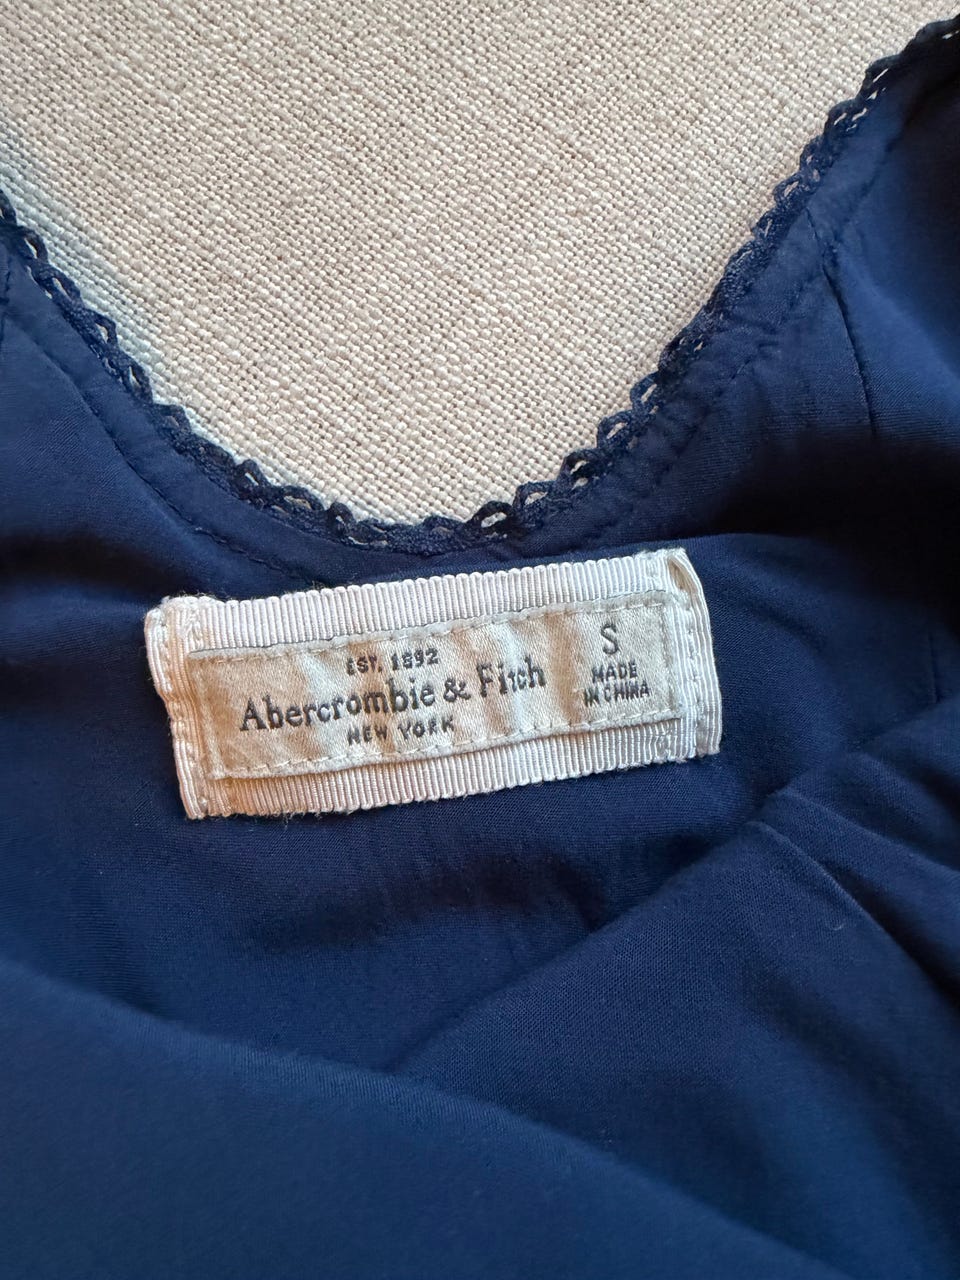 EST. 1892
Abercrombie & Fitch
NEW YORK
S
MADE
IN CHINA